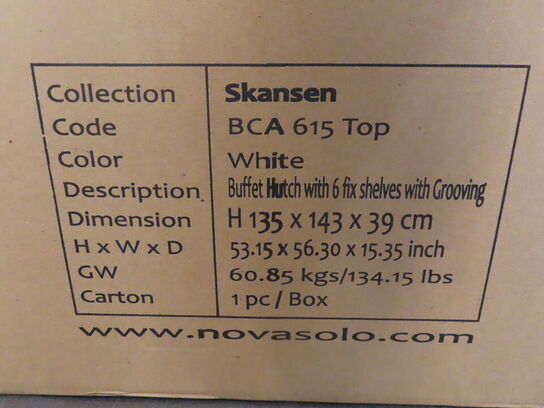 Collection Skansen
Code BCA 615 Top
Color White
Description Buffet Hutch with 6 fix shelves with Grooving
Dimension H 135 x 143 x 39 cm
H x W x D 53.15 x 56.30 x 15.35 inch
GW 60.85 kgs/134.15 lbs
Carton 1 pc / Box
www.novasolo.com